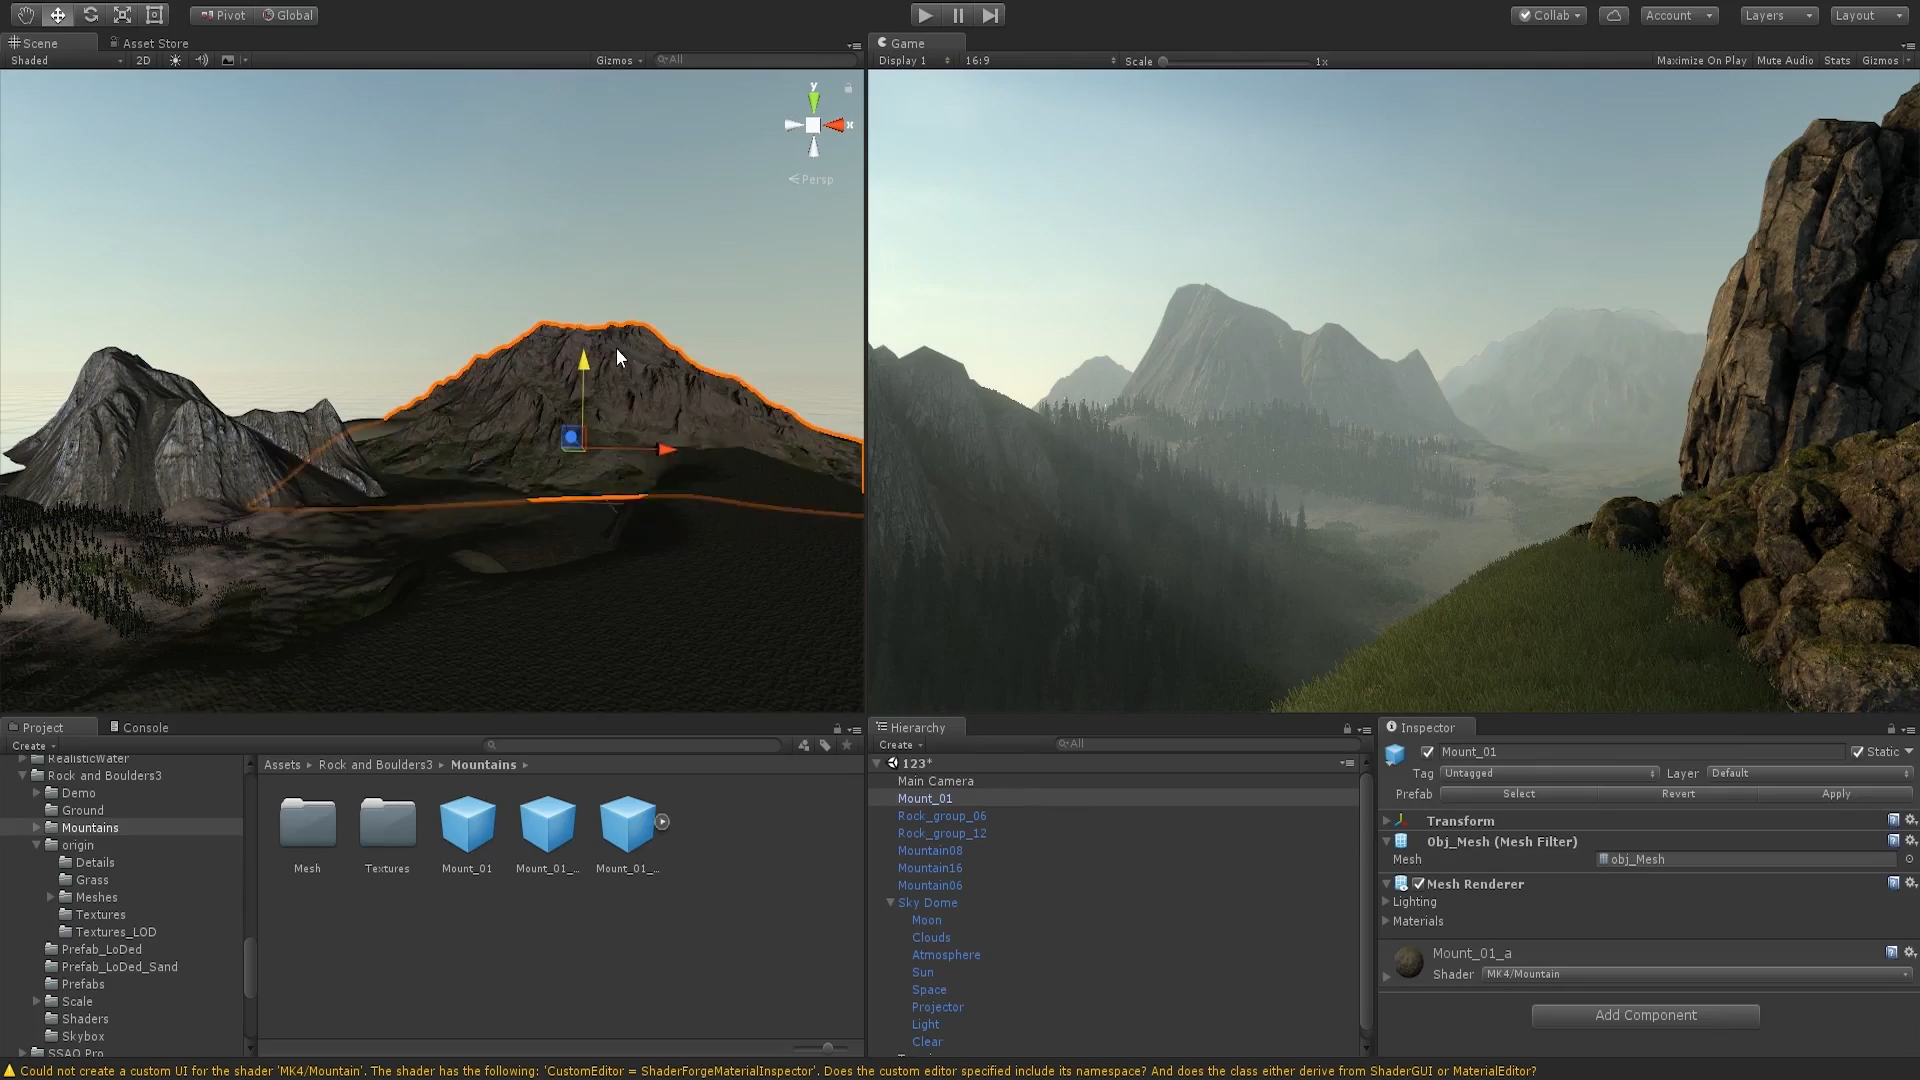 Pivot Global Collab Account Layers Layout
Scene Asset Store Game
Shaded 2D Gizmos All Display 1 16:9 Scale 1x Maximize On Play Mute Audio Stats Gizmos
y
x
Persp
Project Console Hierarchy Inspector
Create Create All
RealisticWater
Rock and Boulders3
Demo
Ground
Mountains
origin
Details
Grass
Meshes
Textures
Textures_LOD
Prefab_LoDed
Prefab_LoDed_Sand
Prefabs
Scale
Shaders
Skybox
SSAO Pro
Assets Rock and Boulders3 Mountains
Mesh Textures Mount_01 Mount_01_... Mount_01_...
123*
Main Camera
Mount_01
Rock_group_06
Rock_group_12
Mountain08
Mountain16
Mountain06
Sky Dome
Moon
Clouds
Atmosphere
Sun
Space
Projector
Light
Clear
Mount_01 Static
Tag Untagged Layer Default
Prefab Select Revert Apply
Transform
Obj_Mesh (Mesh Filter)
Mesh obj_Mesh
Mesh Renderer
Lighting
Materials
Mount_01_a
Shader MK4/Mountain
Add Component
Could not create a custom UI for the shader 'MK4/Mountain'. The shader has the following: 'CustomEditor = ShaderForgeMaterialInspector'. Does the custom editor specified include its namespace? And does the class either derive from ShaderGUI or MaterialEditor?